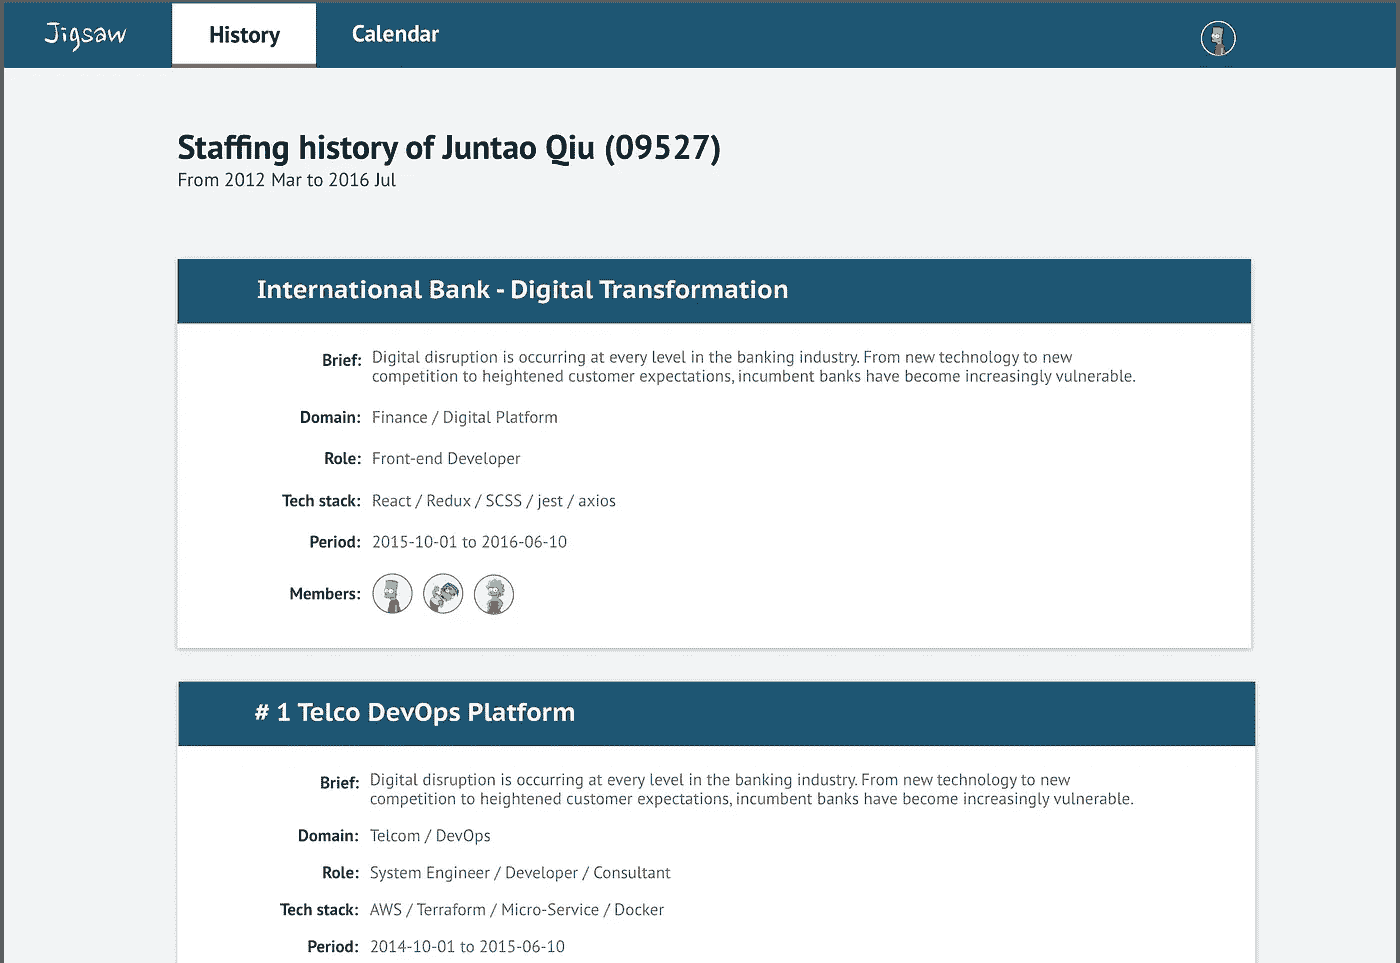 Jigsaw
History
Calendar
Staffing history of Juntao Qiu (09527)
From 2012 Mar to 2016 Jul
International Bank - Digital Transformation
Brief: Digital disruption is occurring at every level in the banking industry. From new technology to new
competition to heightened customer expectations, incumbent banks have become increasingly vulnerable.
Domain: Finance / Digital Platform
Role: Front-end Developer
Tech stack: React / Redux / SCSS / jest / axios
Period: 2015-10-01 to 2016-06-10
Members:
# 1 Telco DevOps Platform
Brief: Digital disruption is occurring at every level in the banking industry. From new technology to new
competition to heightened customer expectations, incumbent banks have become increasingly vulnerable.
Domain: Telcom / DevOps
Role: System Engineer / Developer / Consultant
Tech stack: AWS / Terraform / Micro-Service / Docker
Period: 2014-10-01 to 2015-06-10